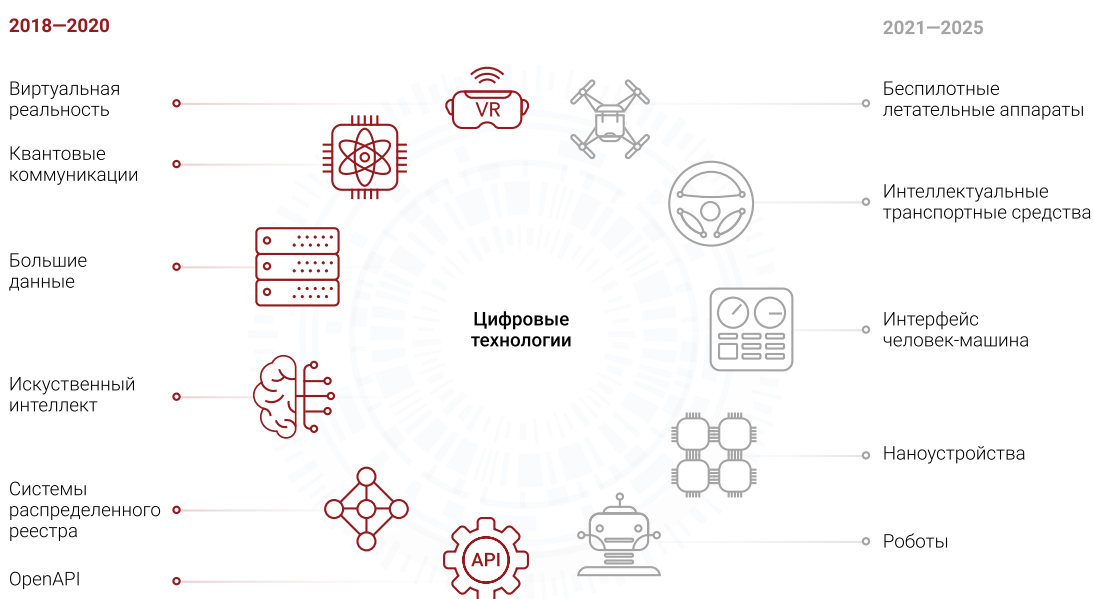 2018—2020
Виртуальная
реальность
Квантовые
коммуникации
Большие
данные
Искуственный
интеллект
Системы
распределенного
реестра
OpenAPI
VR
Цифровые
технологии
API
2021—2025
Беспилотные
летательные аппараты
Интеллектуальные
транспортные средства
Интерфейс
человек-машина
Наноустройства
Роботы